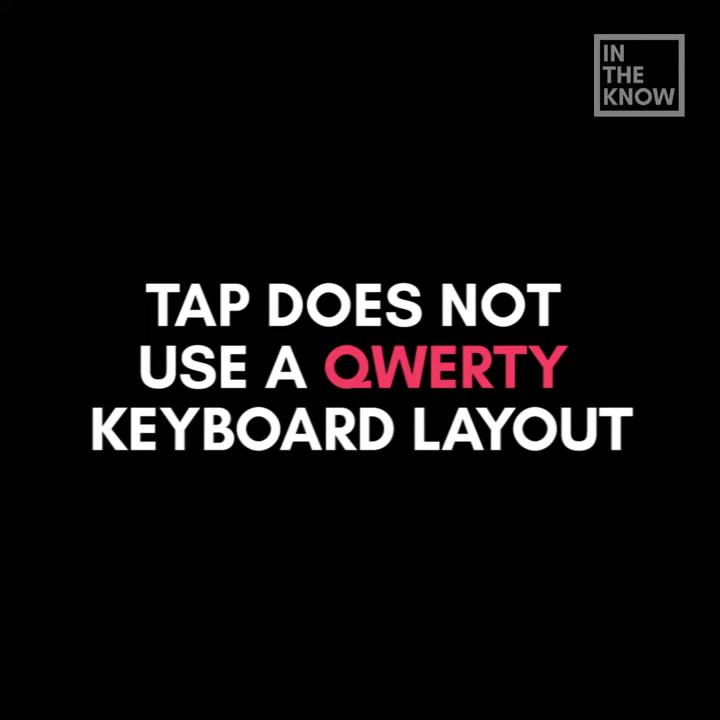 IN
THE
KNOW
TAP DOES NOT
USE A QWERTY
KEYBOARD LAYOUT